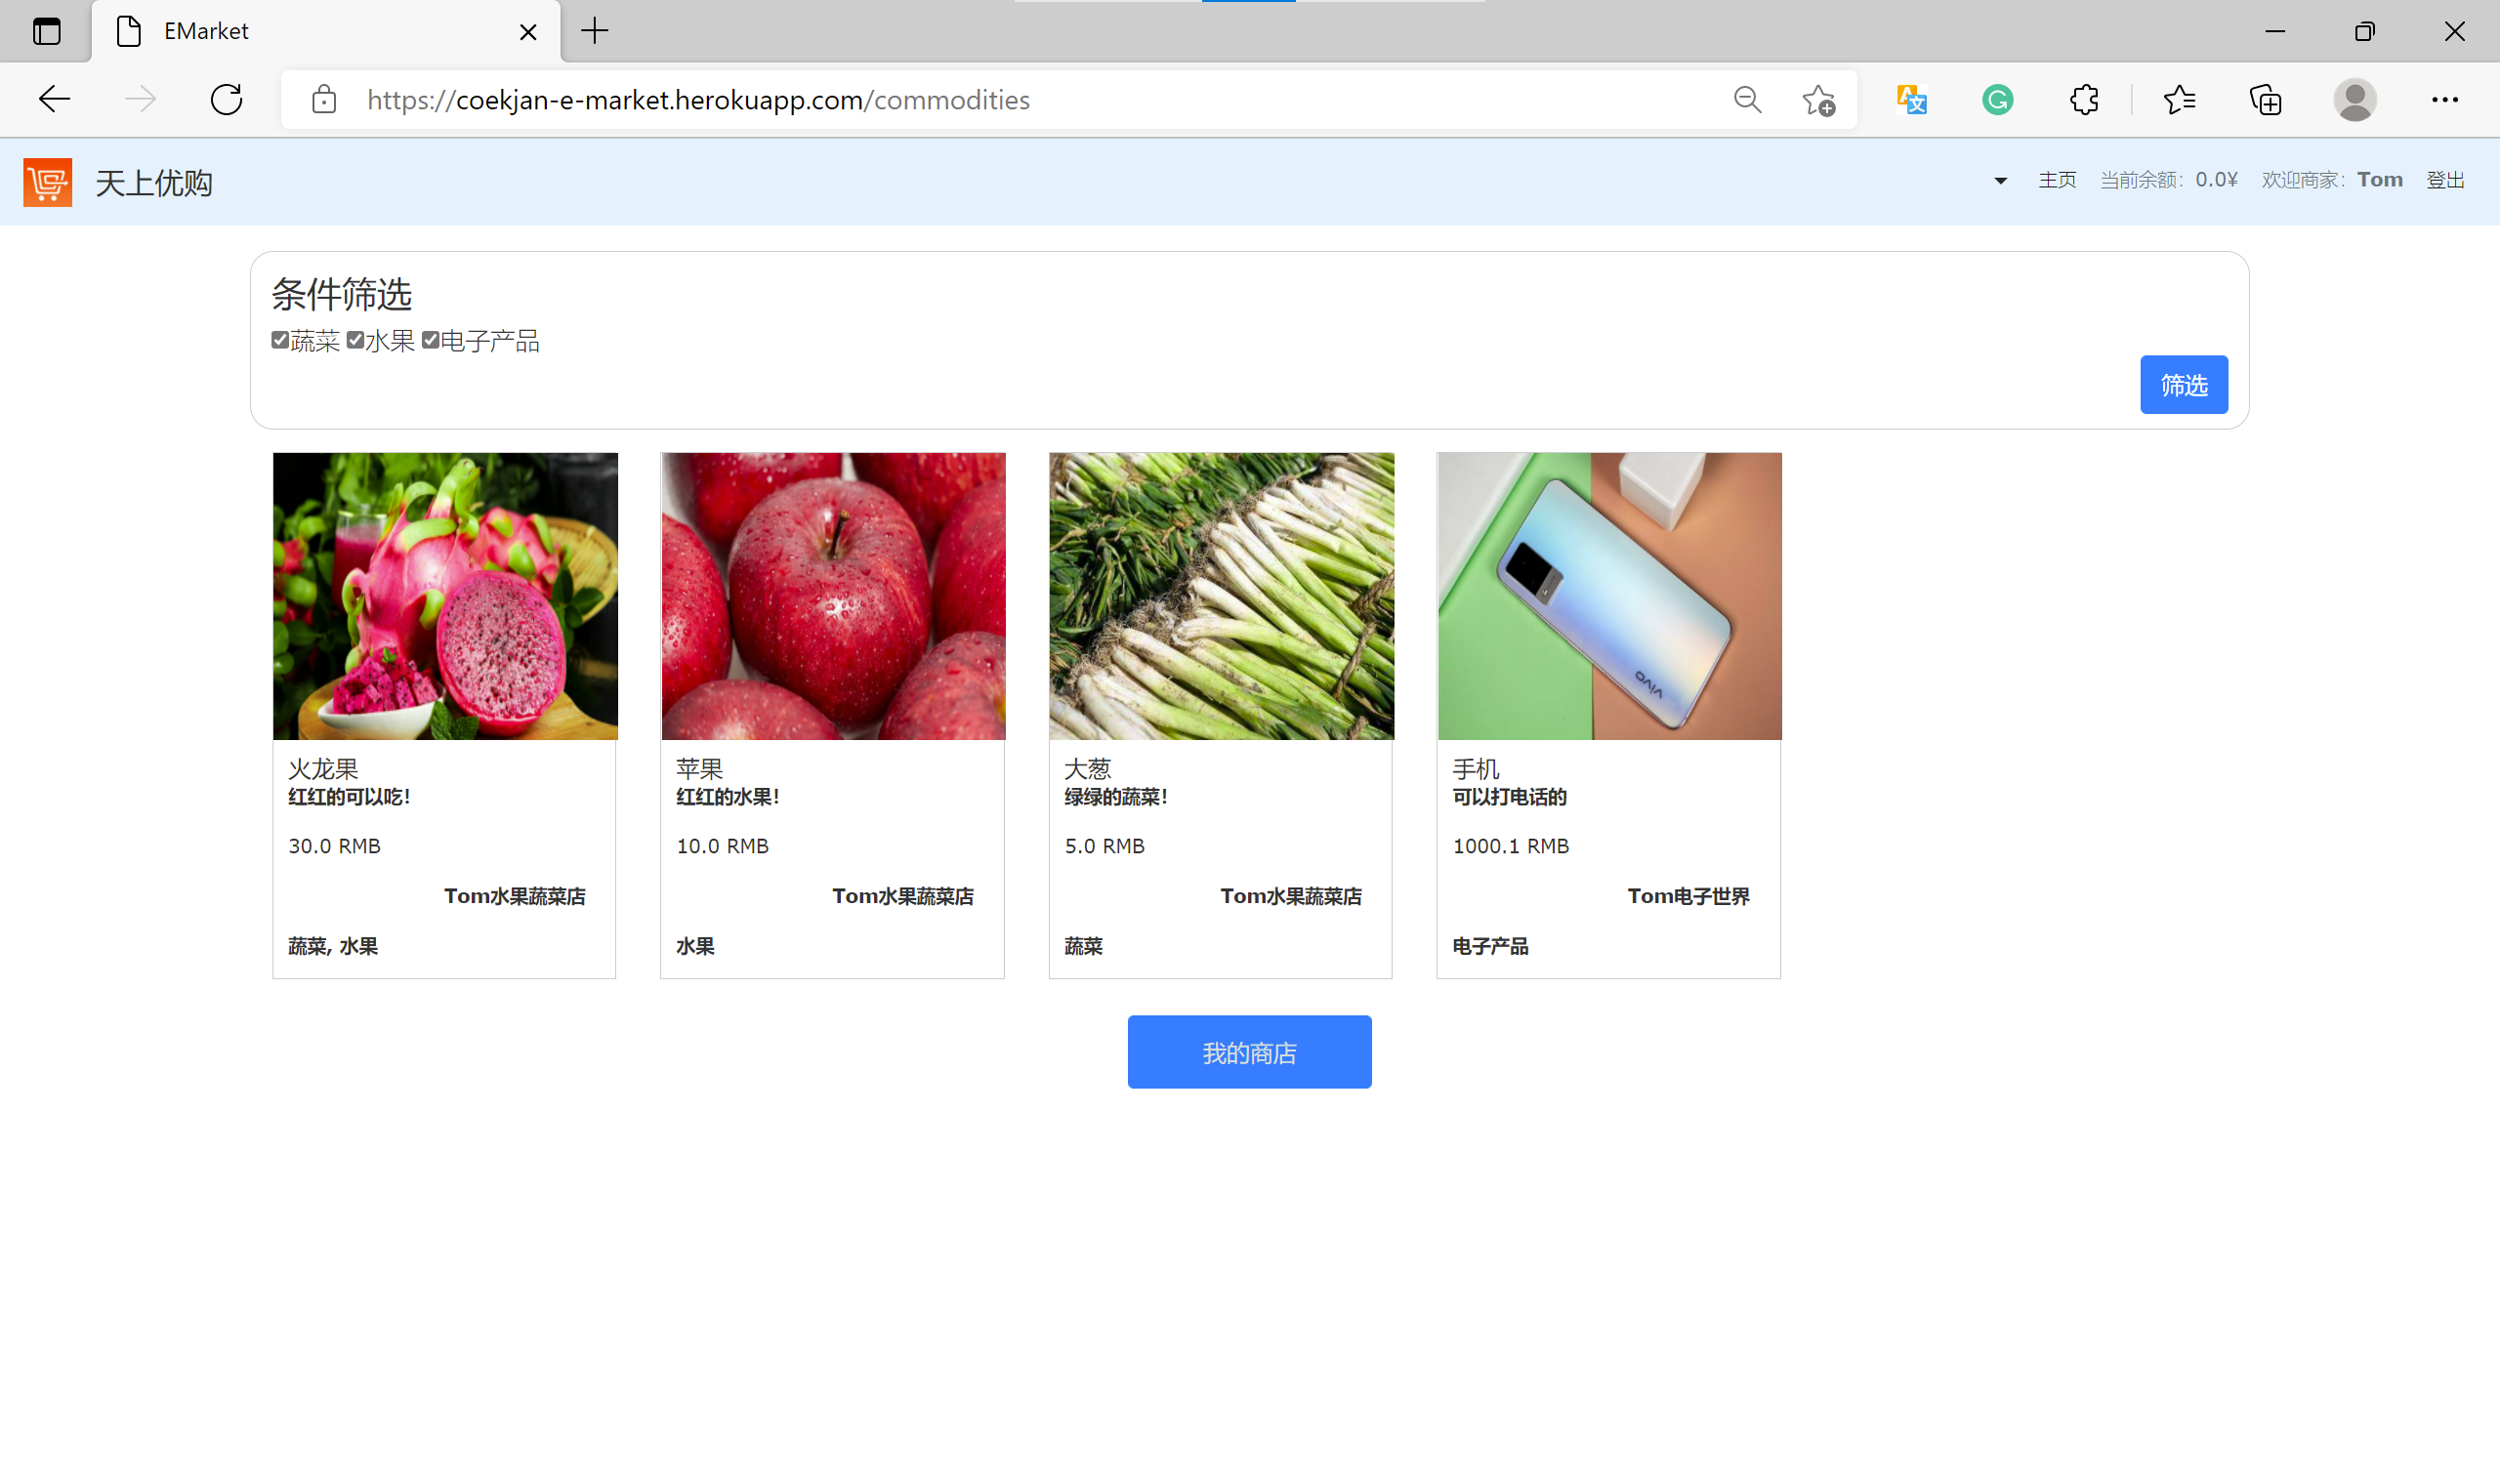 EMarket
https://coekjan-e-market.herokuapp.com/commodities
天上优购
主页 当前余额：0.0¥ 欢迎商家：Tom 登出
条件筛选
蔬菜 水果 电子产品
筛选
vivo
火龙果
红红的可以吃！
30.0 RMB
Tom水果蔬菜店
蔬菜, 水果
苹果
红红的水果！
10.0 RMB
Tom水果蔬菜店
水果
大葱
绿绿的蔬菜！
5.0 RMB
Tom水果蔬菜店
蔬菜
手机
可以打电话的
1000.1 RMB
Tom电子世界
电子产品
我的商店